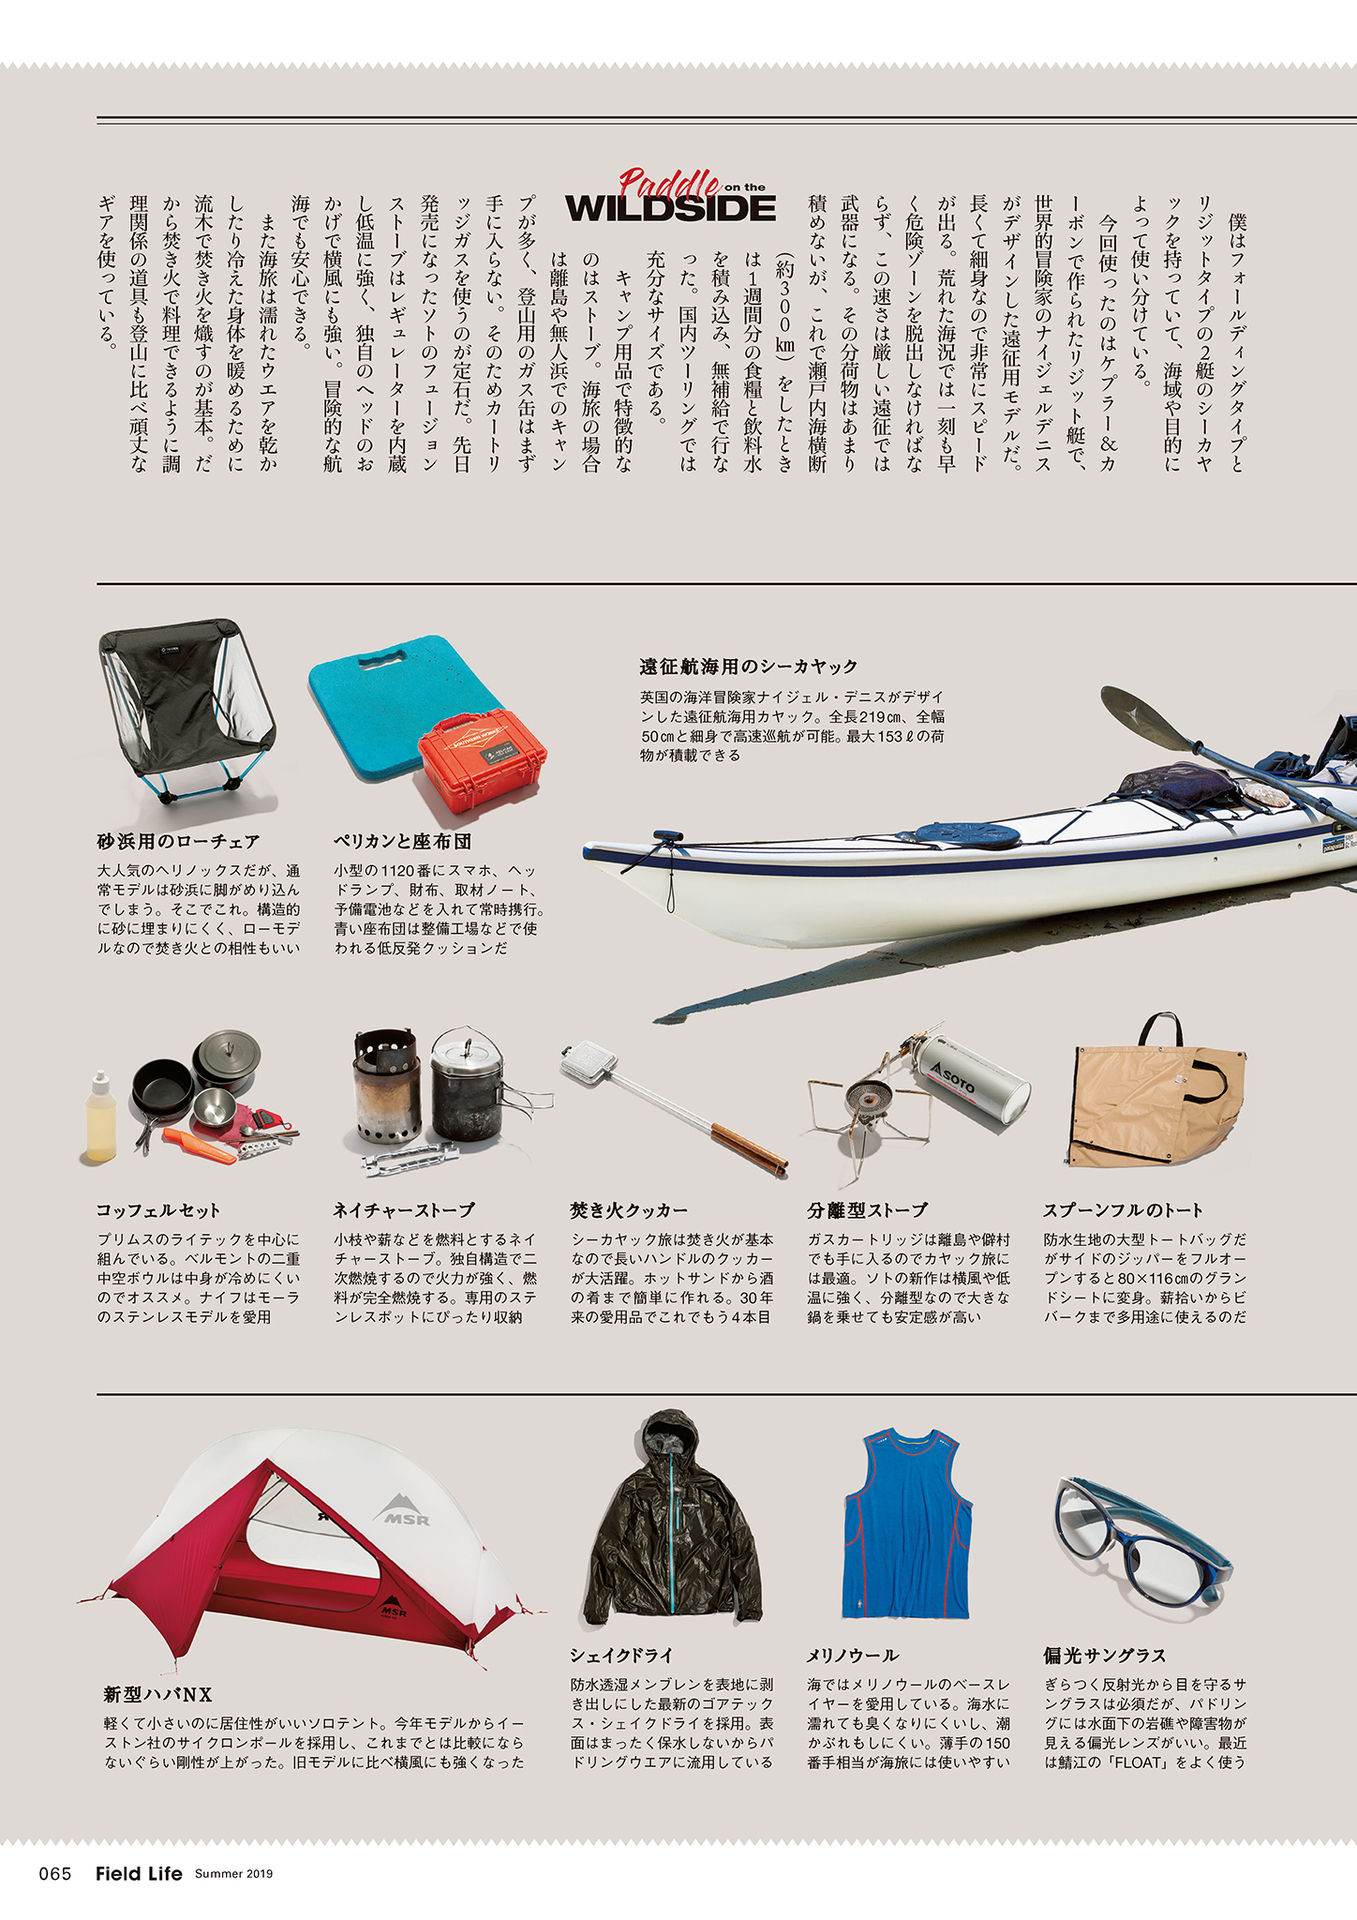 Paddle on the
WILDSIDE
僕はフォールディングタイプと
リジットタイプの2艇のシーカヤ
ックを持っていて、海域や目的に
よって使い分けている。
今回使ったのはケブラー＆カ
ーボンで作られたリジット艇で、
世界的冒険家のナイジェルデニス
がデザインした遠征用モデルだ。
長くて細身なので非常にスピード
が出る。荒れた海況では一刻も早
く危険ゾーンを脱出しなければな
らず、この速さは厳しい遠征では
武器になる。その分荷物はあまり
積めないが、これで瀬戸内海横断
（約300㎞）をしたとき
は1週間分の食糧と飲料水
を積み込み、無補給で行な
った。国内ツーリングでは
充分なサイズである。
キャンプ用品で特徴的な
のはストーブ。海旅の場合
は離島や無人浜でのキャン
プが多く、登山用のガス缶はまず
手に入らない。そのためカートリ
ッジガスを使うのが定石だ。先日
発売になったソトのフュージョン
ストーブはレギュレーターを内蔵
し低温に強く、独自のヘッドのお
かげで横風にも強い。冒険的な航
海でも安心できる。
また海旅は濡れたウエアを乾か
したり冷えた身体を暖めるために
流木で焚き火を熾すのが基本。だ
から焚き火で料理できるように調
理関係の道具も登山に比べ頑丈な
ギアを使っている。
遠征航海用のシーカヤック
英国の海洋冒険家ナイジェル・デニスがデザイ
ンした遠征航海用カヤック。全長219㎝、全幅
50㎝と細身で高速巡航が可能。最大153ℓの荷
物が積載できる
砂浜用のローチェア
大人気のヘリノックスだが、通
常モデルは砂浜に脚がめり込ん
でしまう。そこでこれ。構造的
に砂に埋まりにくく、ローモデ
ルなので焚き火との相性もいい
ペリカンと座布団
小型の1120番にスマホ、ヘッ
ドランプ、財布、取材ノート、
予備電池などを入れて常時携行。
青い座布団は整備工場などで使
われる低反発クッションだ
patagonia
SOTO
コッフェルセット
プリムスのライテックを中心に
組んでいる。ベルモントの二重
中空ボウルは中身が冷めにくい
のでオススメ。ナイフはモーラ
のステンレスモデルを愛用
ネイチャーストーブ
小枝や薪などを燃料とするネイ
チャーストーブ。独自構造で二
次燃焼するので火力が強く、燃
料が完全燃焼する。専用のステ
ンレスポットにぴったり収納
焚き火クッカー
シーカヤック旅は焚き火が基本
なので長いハンドルのクッカー
が大活躍。ホットサンドから酒
の肴まで簡単に作れる。30年
来の愛用品でこれでもう4本目
分離型ストーブ
ガスカートリッジは離島や僻村
でも手に入るのでカヤック旅に
は最適。ソトの新作は横風や低
温に強く、分離型なので大きな
鍋を乗せても安定感が高い
スプーンフルのトート
防水生地の大型トートバッグだ
がサイドのジッパーをフルオー
プンすると80×116㎝のグラン
ドシートに変身。薪拾いからビ
バークまで多用途に使えるのだ
MSR
MSR
新型ハバNX
軽くて小さいのに居住性がいいソロテント。今年モデルからイー
ストン社のサイクロンポールを採用し、これまでとは比較になら
ないぐらい剛性が上がった。旧モデルに比べ横風にも強くなった
シェイクドライ
防水透湿メンブレンを表地に剥
き出しにした最新のゴアテック
ス・シェイクドライを採用。表
面はまったく保水しないからパ
ドリングウエアに流用している
メリノウール
海ではメリノウールのベースレ
イヤーを愛用している。海水に
濡れても臭くなりにくいし、潮
かぶれもしにくい。薄手の150
番手相当が海旅には使いやすい
偏光サングラス
ぎらつく反射光から目を守るサ
ングラスは必須だが、パドリン
グには水面下の岩礁や障害物が
見える偏光レンズがいい。最近
は鯖江の「FLOAT」をよく使う
065 Field Life Summer 2019